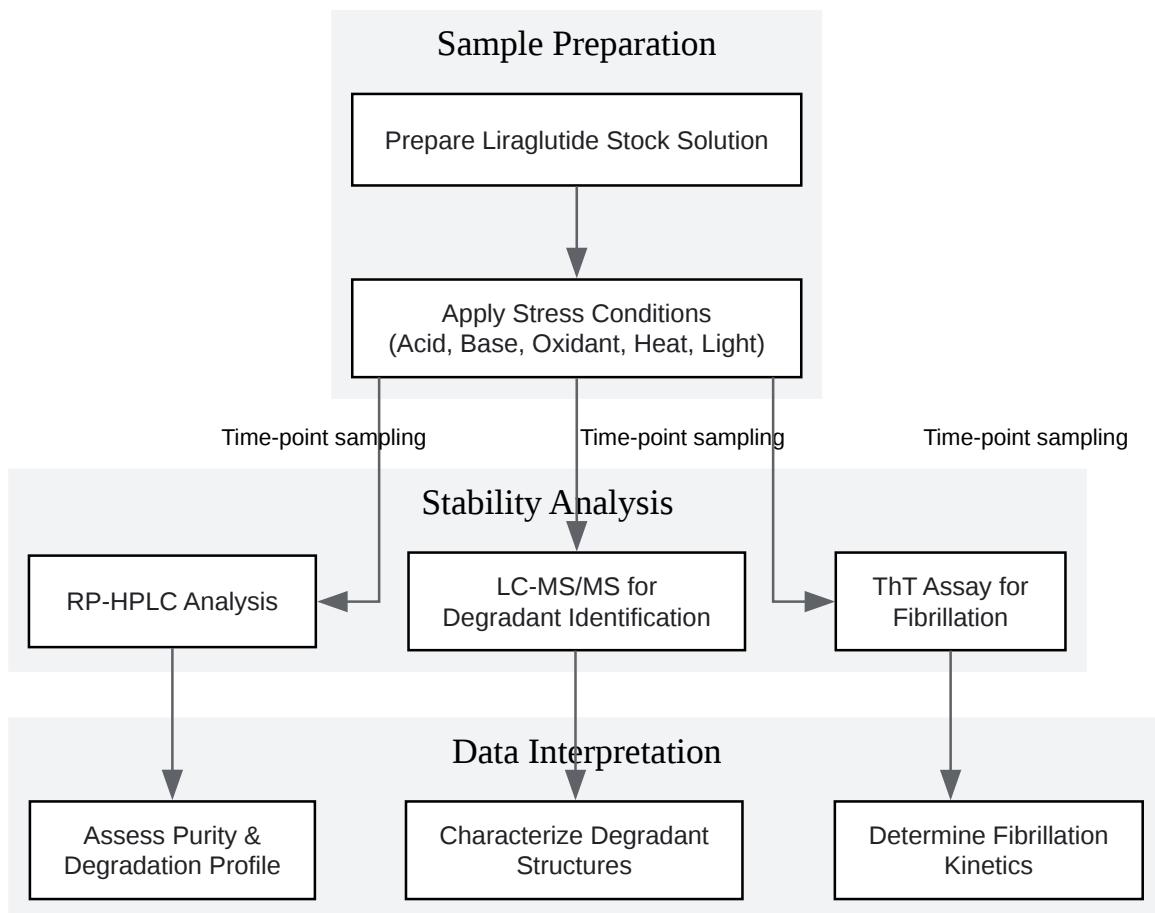 Sample Preparation
Prepare Liraglutide Stock Solution
Apply Stress Conditions
(Acid, Base, Oxidant, Heat, Light)
Time-point sampling
Time-point sampling
Time-point sampling
Stability Analysis
RP-HPLC Analysis
LC-MS/MS for
Degradant Identification
ThT Assay for
Fibrillation
Data Interpretation
Assess Purity &
Degradation Profile
Characterize Degradant
Structures
Determine Fibrillation
Kinetics